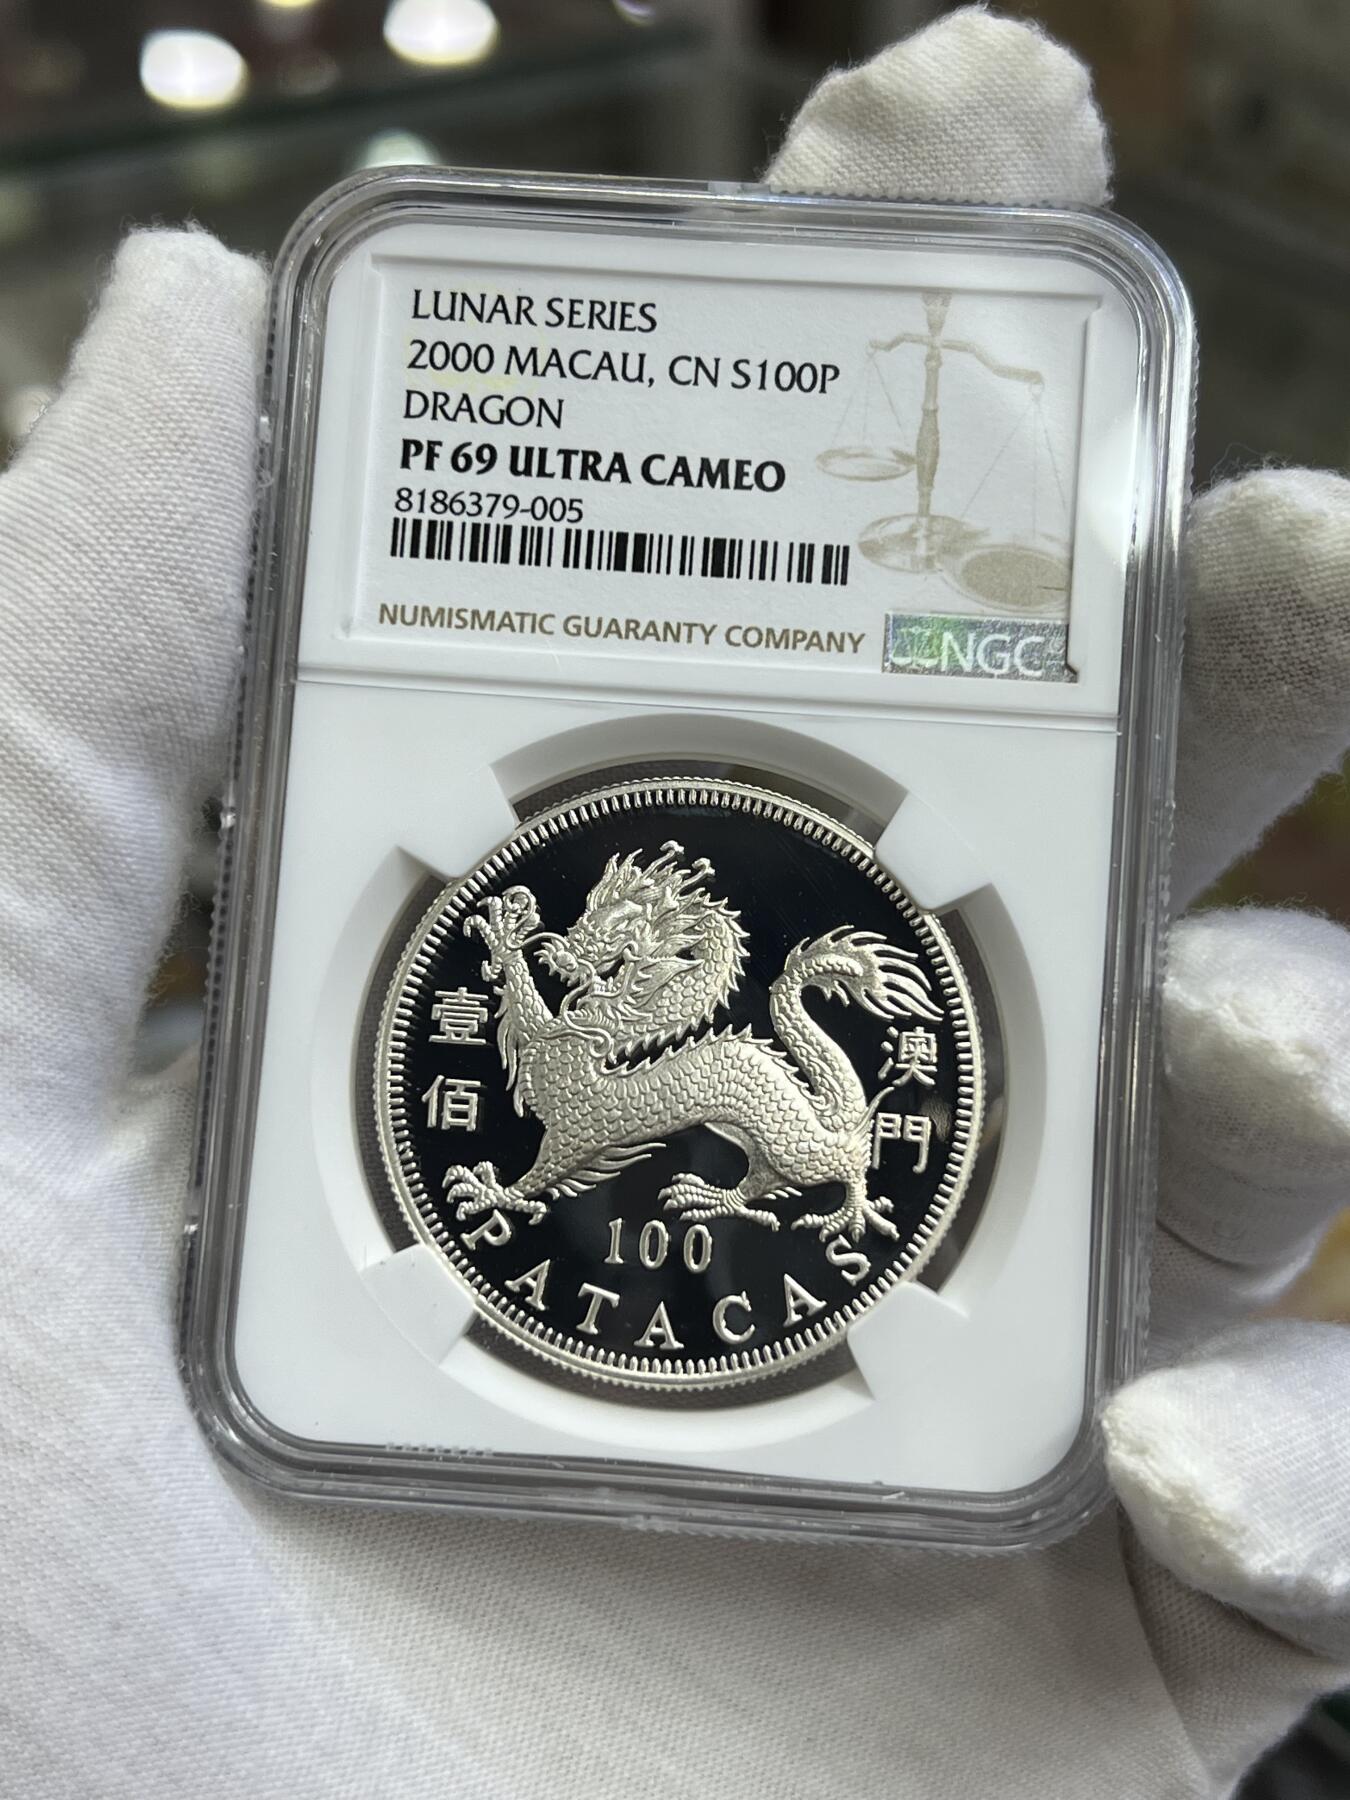 LUNAR SERIES
2000 MACAU, CN S100P
DRAGON
PF 69 ULTRA CAMEO
8186379-005
NUMISMATIC GUARANTY COMPANY
NGC
壹佰
澳門
100
PATACAS